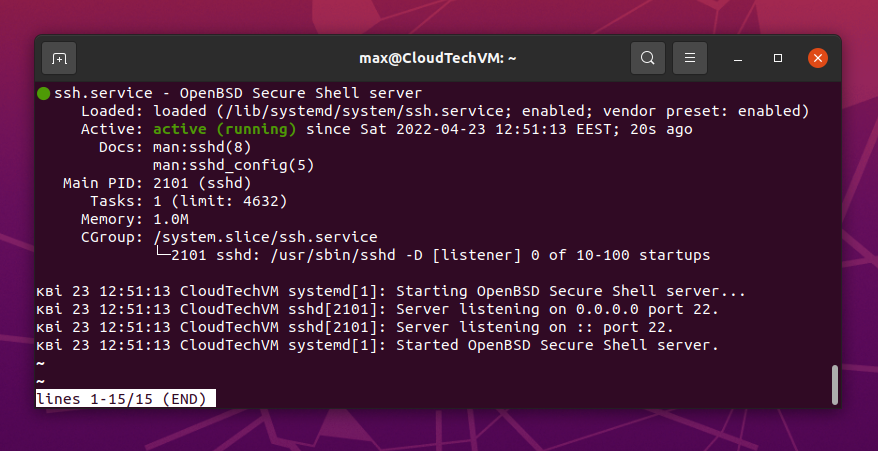 max@CloudTechVM: ~
ssh.service - OpenBSD Secure Shell server
Loaded: loaded (/lib/systemd/system/ssh.service; enabled; vendor preset: enabled)
Active: active (running) since Sat 2022-04-23 12:51:13 EEST; 20s ago
Docs: man:sshd(8)
man:sshd_config(5)
Main PID: 2101 (sshd)
Tasks: 1 (limit: 4632)
Memory: 1.0M
CGroup: /system.slice/ssh.service
└─2101 sshd: /usr/sbin/sshd -D [listener] 0 of 10-100 startups
кві 23 12:51:13 CloudTechVM systemd[1]: Starting OpenBSD Secure Shell server...
кві 23 12:51:13 CloudTechVM sshd[2101]: Server listening on 0.0.0.0 port 22.
кві 23 12:51:13 CloudTechVM sshd[2101]: Server listening on :: port 22.
кві 23 12:51:13 CloudTechVM systemd[1]: Started OpenBSD Secure Shell server.
~
~
lines 1-15/15 (END)